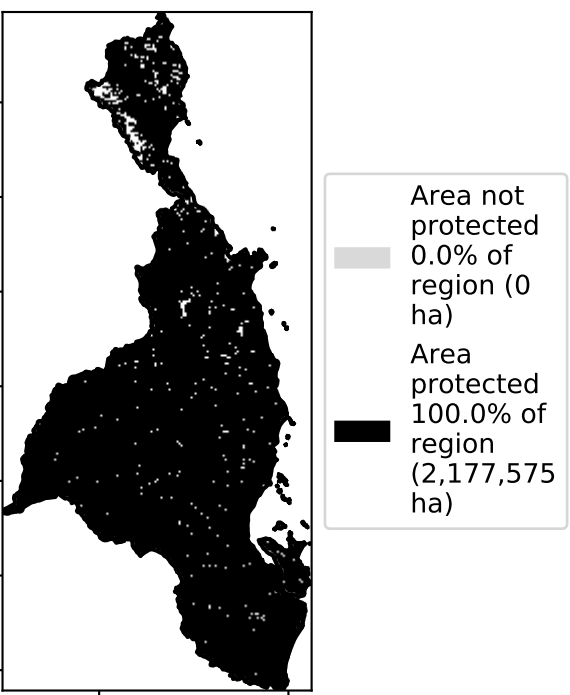 Area not
protected
0.0% of
region (0
ha)
Area
protected
100.0% of
region
(2,177,575
ha)